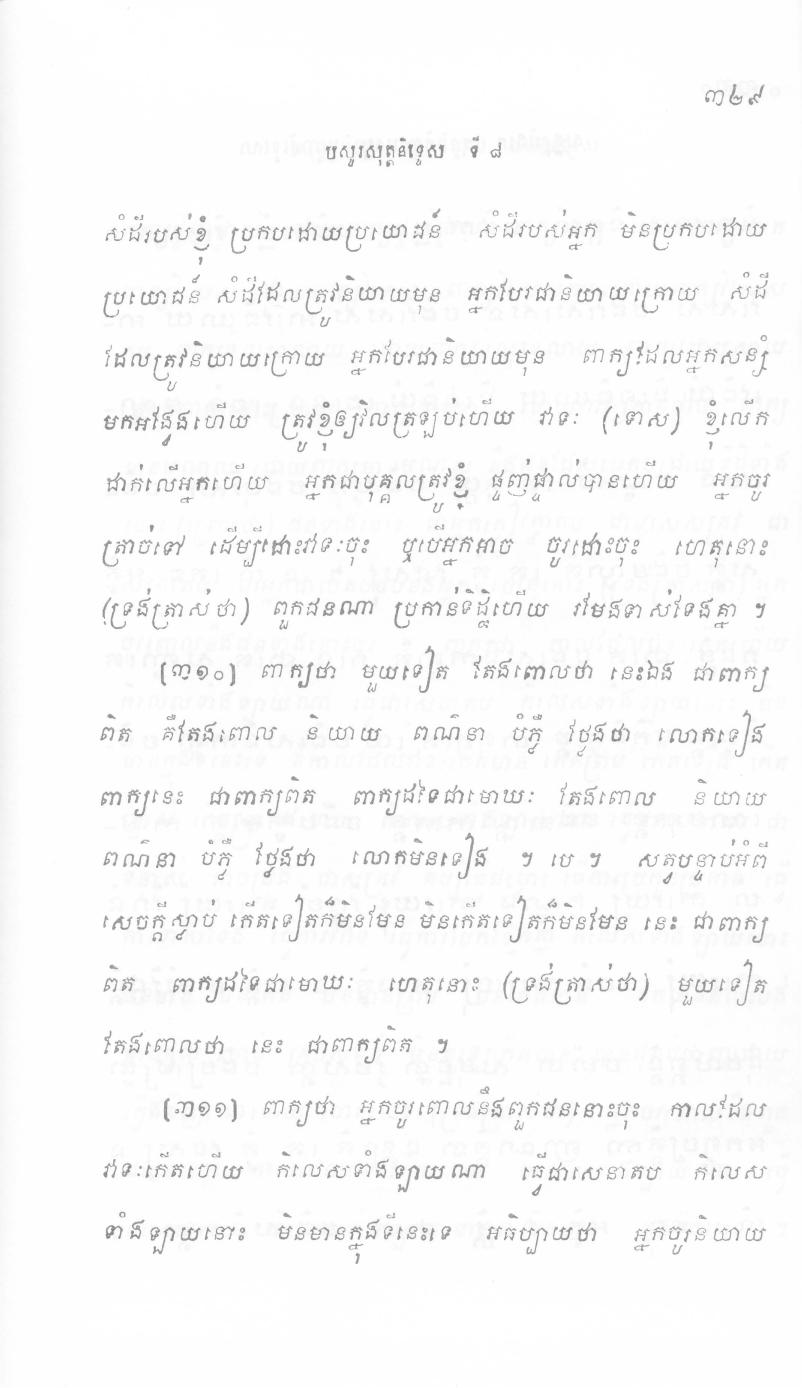 ៣២៩
បសូរសុត្តនិទ្ទេស ទី ៨
សំដីរបស់ខ្ញុំ ប្រកបដោយប្រយោជន៍ សំដីរបស់អ្នក មិនប្រកបដោយ
ប្រយោជន៍ សំដីដែលត្រូវនិយាយមុន អ្នកបែរជានិយាយក្រោយ សំដី
ដែលត្រូវនិយាយក្រោយ អ្នកបែរជានិយាយមុន ពាក្យដែលអ្នកសន្សំ
មកអង្វែងហើយ ត្រូវខ្ញុំឲ្យវិលត្រឡប់ហើយ វាទៈ (ទោស) ខ្ញុំលើក
ដាក់លើអ្នកហើយ អ្នកជាបុគ្គលត្រូវខ្ញុំ ផ្ចួញផ្ចាលបានហើយ អ្នកចូរ
ត្រាច់ទៅ ដើម្បីដោះវាទៈចុះ ឬបើអ្នកអាច ចូរដោះចុះ ហេតុនោះ
(ទ្រង់ត្រាស់ថា) ពួកជនណា ប្រកាន់ទិដ្ឋិហើយ រមែងទាស់ទែងគ្នា ។
(៣១០) ពាក្យថា មួយទៀត តែងពោលថា នេះឯង ជាពាក្យ
ពិត គឺតែងពោល និយាយ ពណ៌នា បំភ្លឺ ថ្លែងថា លោកទៀង
ពាក្យនេះ ជាពាក្យពិត ពាក្យដទៃជាមោឃៈ តែងពោល និយាយ
ពណ៌នា បំភ្លឺ ថ្លែងថា លោកមិនទៀង ។ បេ ។ សត្វបន្ទាប់អំពី
សេចក្តីស្លាប់ កើតទៀតក៏មិនមែន មិនកើតទៀតក៏មិនមែន នេះ ជាពាក្យ
ពិត ពាក្យដទៃជាមោឃៈ ហេតុនោះ (ទ្រង់ត្រាស់ថា) មួយទៀត
តែងពោលថា នេះ ជាពាក្យពិត ។
(៣១១) ពាក្យថា អ្នកចូរពោលនឹងពួកជននោះចុះ កាលដែល
វាទៈកើតហើយ កិលេសទាំងឡាយណា ធ្វើជាសេនាតប កិលេស
ទាំងឡាយនោះ មិនមានក្នុងទីនេះទេ អធិប្បាយថា អ្នកចូរនិយាយ